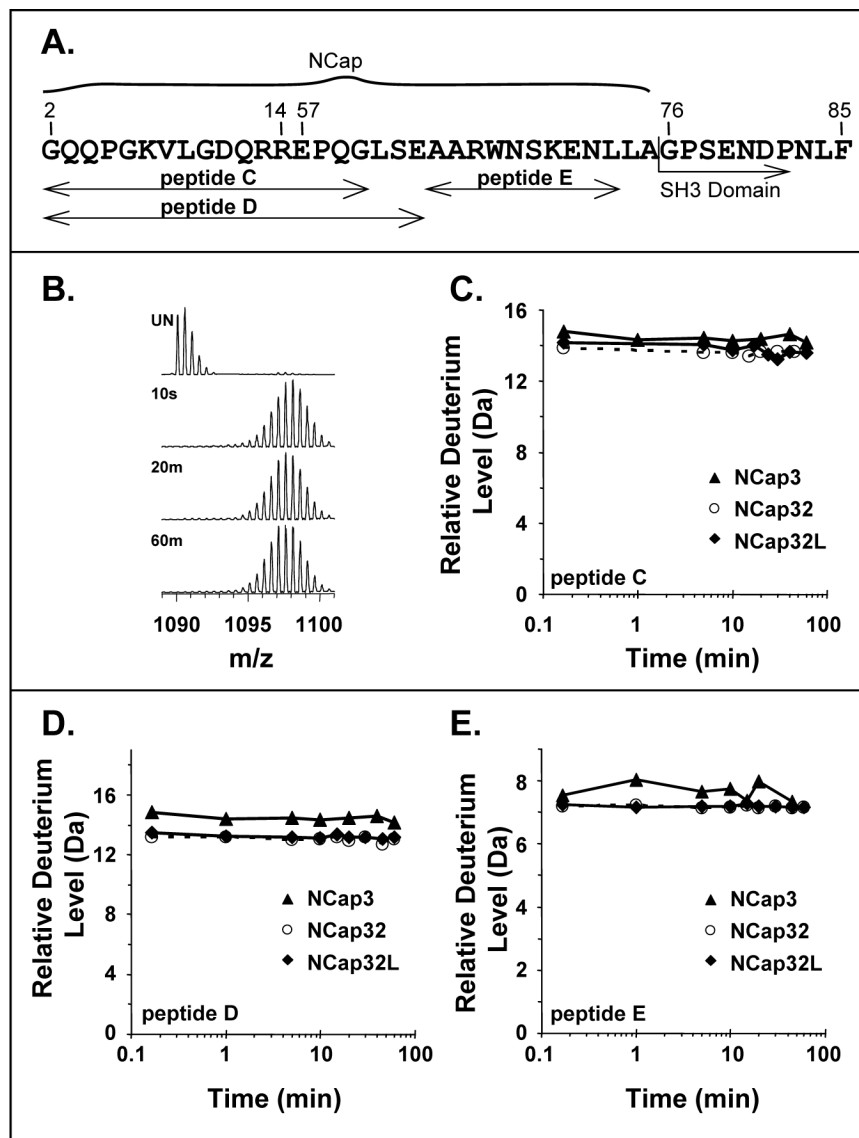 A.
NCap
2 14 57 76 85
GQQPGKVLGDQRREPQGLSEAARWNSKENLLAGPSENDPNLF
peptide C peptide E SH3 Domain
peptide D
B.
UN
10s
20m
60m
1090 1095 1100
m/z
C.
Relative Deuterium
Level (Da)
16
12
8
4
0
NCap3
NCap32
NCap32L
peptide C
0.1 1 10 100
Time (min)
D.
Relative Deuterium
Level (Da)
16
12
8
4
0
NCap3
NCap32
NCap32L
peptide D
0.1 1 10 100
Time (min)
E.
Relative Deuterium
Level (Da)
8
6
4
2
0
NCap3
NCap32
NCap32L
peptide E
0.1 1 10 100
Time (min)